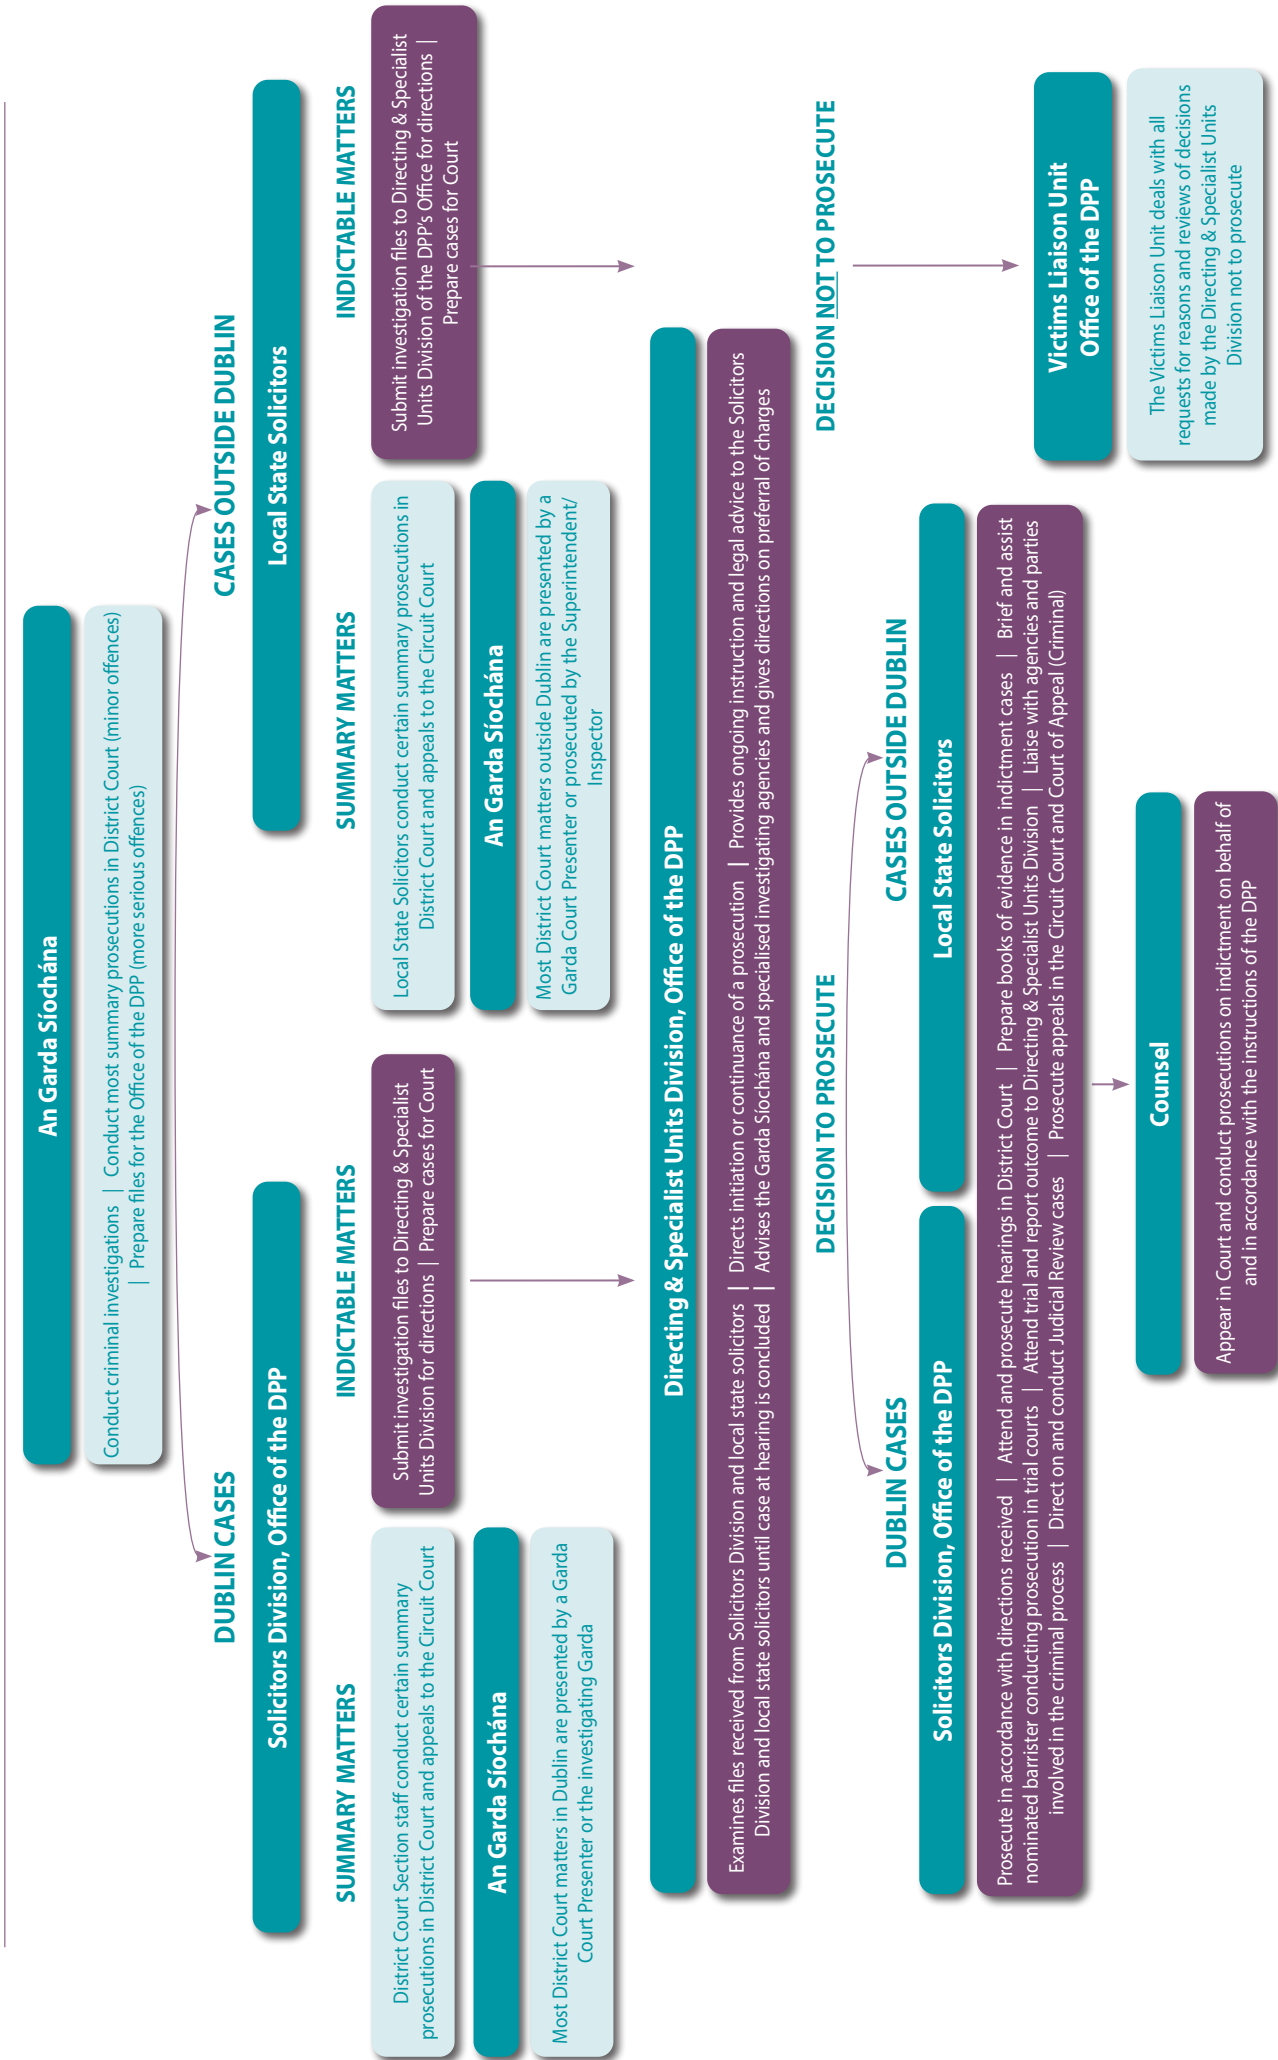 An Garda Síochána
Conduct criminal investigations | Conduct most summary prosecutions in District Court (minor offences)
| Prepare files for the Office of the DPP (more serious offences)
DUBLIN CASES
Solicitors Division, Office of the DPP
SUMMARY MATTERS
District Court Section staff conduct certain summary
prosecutions in District Court and appeals to the Circuit Court
An Garda Síochána
Most District Court matters in Dublin are presented by a Garda
Court Presenter or the investigating Garda
INDICTABLE MATTERS
Submit investigation files to Directing & Specialist
Units Division for directions | Prepare cases for Court
CASES OUTSIDE DUBLIN
Local State Solicitors
SUMMARY MATTERS
Local State Solicitors conduct certain summary prosecutions in
District Court and appeals to the Circuit Court
An Garda Síochána
Most District Court matters outside Dublin are presented by a
Garda Court Presenter or prosecuted by the Superintendent/
Inspector
INDICTABLE MATTERS
Submit investigation files to Directing & Specialist
Units Division of the DPP's Office for directions |
Prepare cases for Court
Directing & Specialist Units Division, Office of the DPP
Examines files received from Solicitors Division and local state solicitors | Directs initiation or continuance of a prosecution | Provides ongoing instruction and legal advice to the Solicitors
Division and local state solicitors until case at hearing is concluded | Advises the Garda Síochána and specialised investigating agencies and gives directions on preferral of charges
DECISION TO PROSECUTE
DUBLIN CASES
Solicitors Division, Office of the DPP
CASES OUTSIDE DUBLIN
Local State Solicitors
Prosecute in accordance with directions received | Attend and prosecute hearings in District Court | Prepare books of evidence in indictment cases | Brief and assist
nominated barrister conducting prosecution in trial courts | Attend trial and report outcome to Directing & Specialist Units Division | Liaise with agencies and parties
involved in the criminal process | Direct on and conduct Judicial Review cases | Prosecute appeals in the Circuit Court and Court of Appeal (Criminal)
Counsel
Appear in Court and conduct prosecutions on indictment on behalf of
and in accordance with the instructions of the DPP
DECISION NOT TO PROSECUTE
Victims Liaison Unit
Office of the DPP
The Victims Liaison Unit deals with all
requests for reasons and reviews of decisions
made by the Directing & Specialist Units
Division not to prosecute